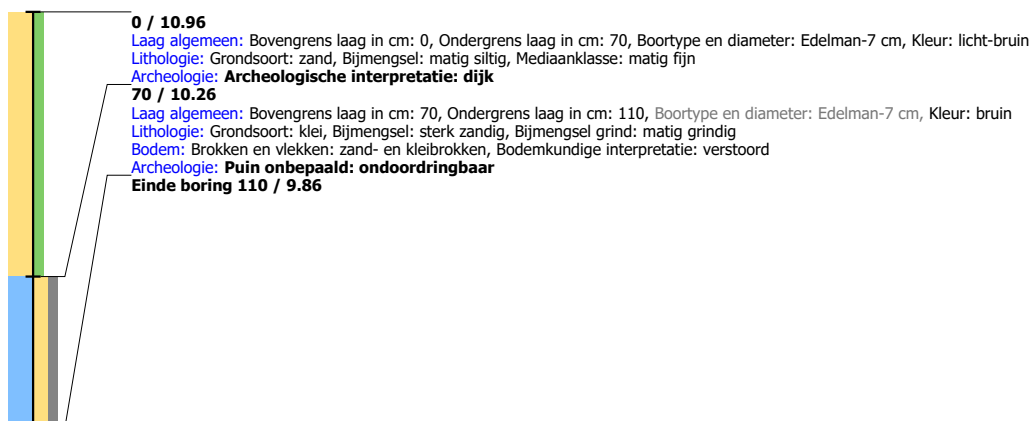 0 / 10.96
Laag algemeen: Bovengrens laag in cm: 0, Ondergrens laag in cm: 70, Boortype en diameter: Edelman-7 cm, Kleur: licht-bruin
Lithologie: Grondsoort: zand, Bijmengsel: matig siltig, Mediaanklasse: matig fijn
Archeologie: Archeologische interpretatie: dijk
70 / 10.26
Laag algemeen: Bovengrens laag in cm: 70, Ondergrens laag in cm: 110, Boortype en diameter: Edelman-7 cm, Kleur: bruin
Lithologie: Grondsoort: klei, Bijmengsel: sterk zandig, Bijmengsel grind: matig grindig
Bodem: Brokken en vlekken: zand- en kleibrokken, Bodemkundige interpretatie: verstoord
Archeologie: Puin onbepaald: ondoordringbaar
Einde boring 110 / 9.86